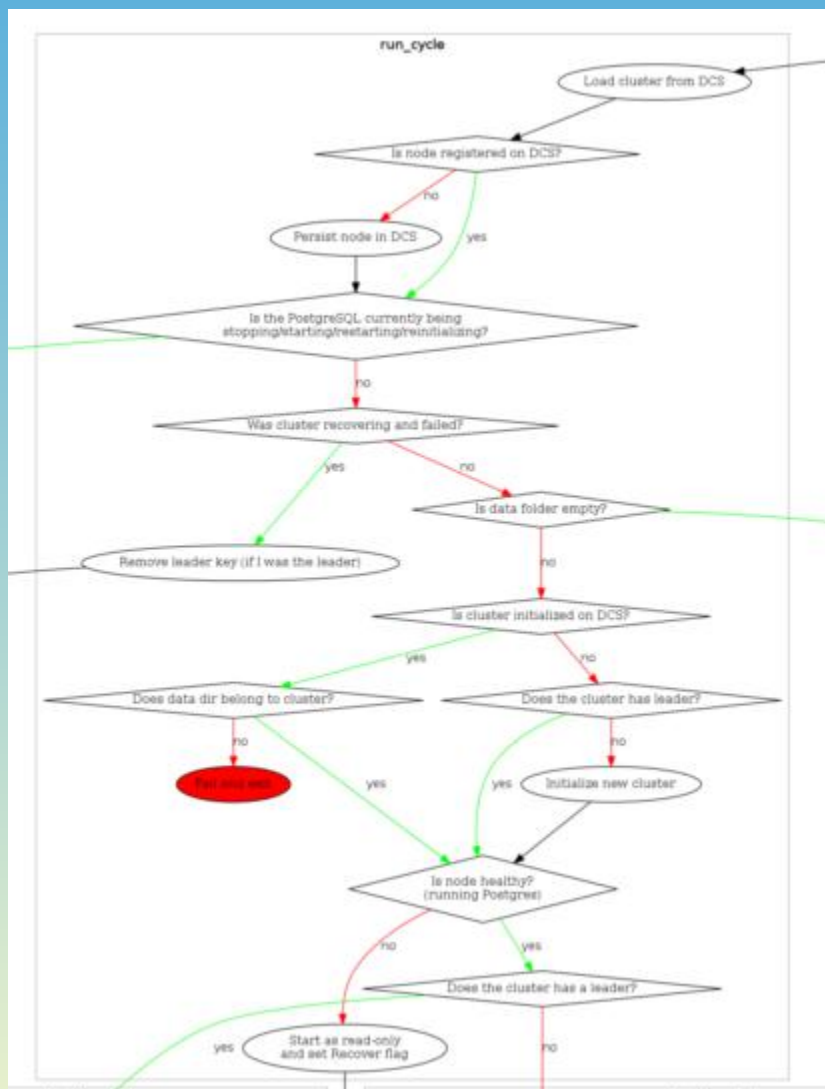 run_cycle
Load cluster from DCS
Is node registered on DCS?
no
Persist node in DCS
yes
Is the PostgreSQL currently being
stopping/starting/restarting/reinitializing?
no
Was cluster recovering and failed?
yes
no
Is data folder empty?
Remove leader key (if I was the leader)
no
Is cluster initialized on DCS?
yes
no
Does data dir belong to cluster?
Does the cluster has leader?
no
no
yes
yes
Initialize new cluster
Is node healthy?
(running Postgres)
no
yes
Does the cluster has a leader?
Start as read-only
and set Recover flag
yes
no